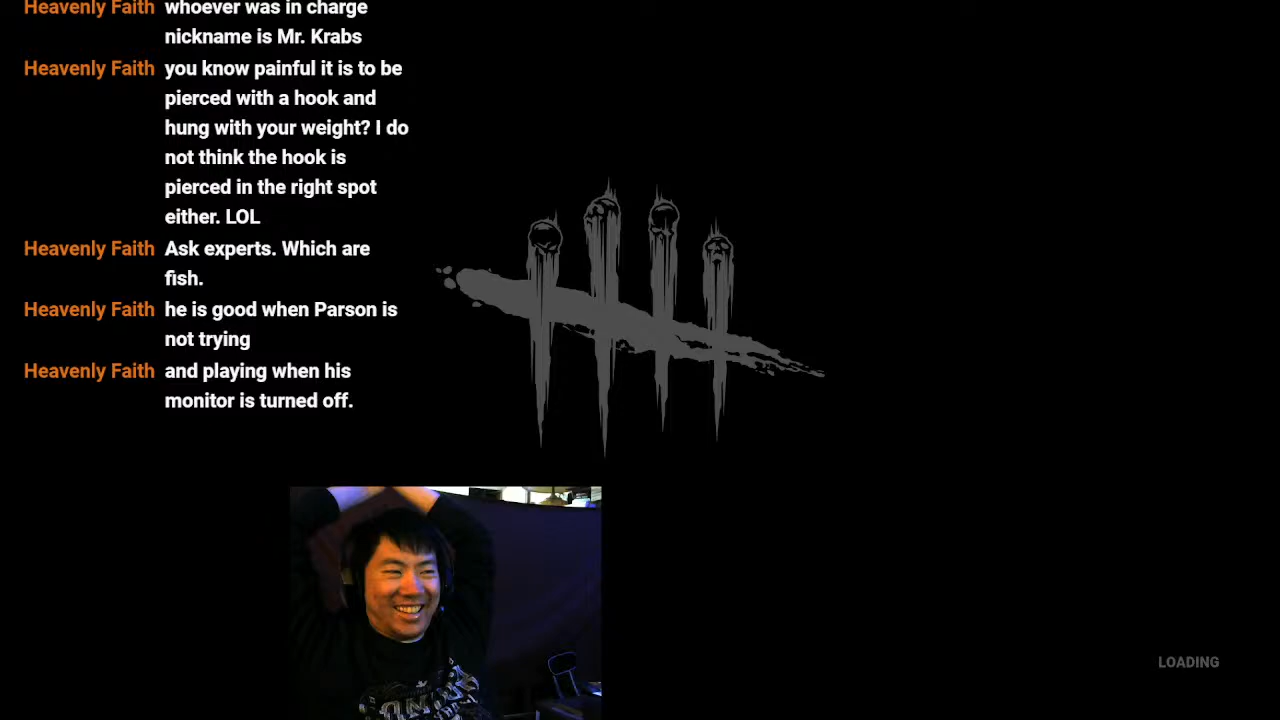 Heavenly Faith whoever was in charge
nickname is Mr. Krabs
Heavenly Faith you know painful it is to be
pierced with a hook and
hung with your weight? I do
not think the hook is
pierced in the right spot
either. LOL
Heavenly Faith Ask experts. Which are
fish.
Heavenly Faith he is good when Parson is
not trying
Heavenly Faith and playing when his
monitor is turned off.
LOADING